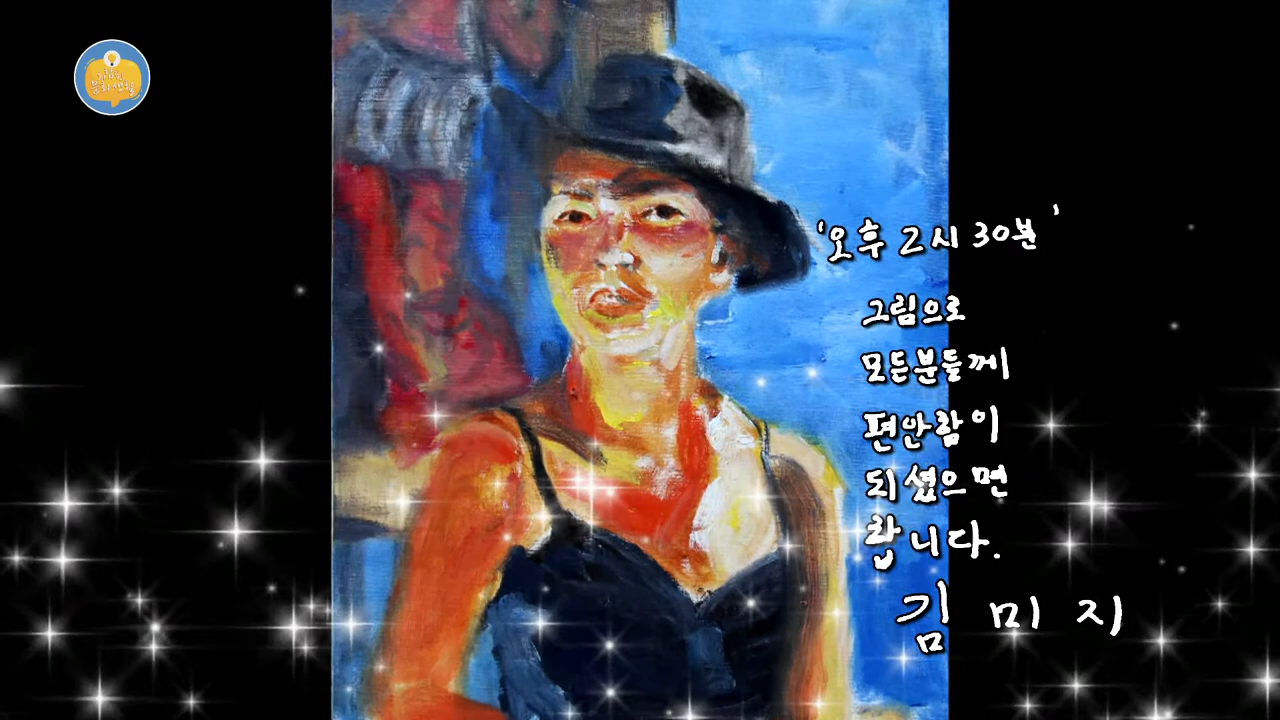 '오후 2시 30분'
그림으로
모든분들께
편안함이
되셨으면
합니다.
김 미 지